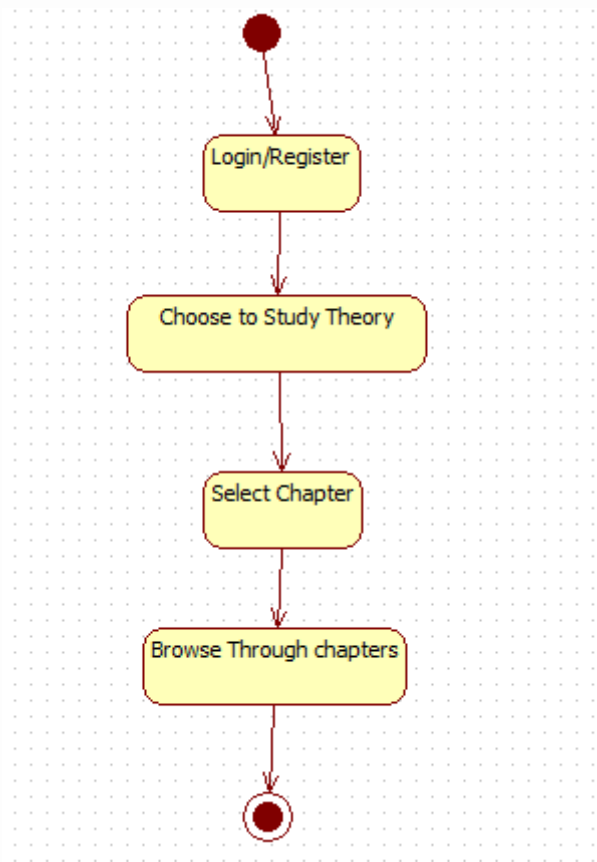 Login/Register
Choose to Study Theory
Select Chapter
Browse Through chapters